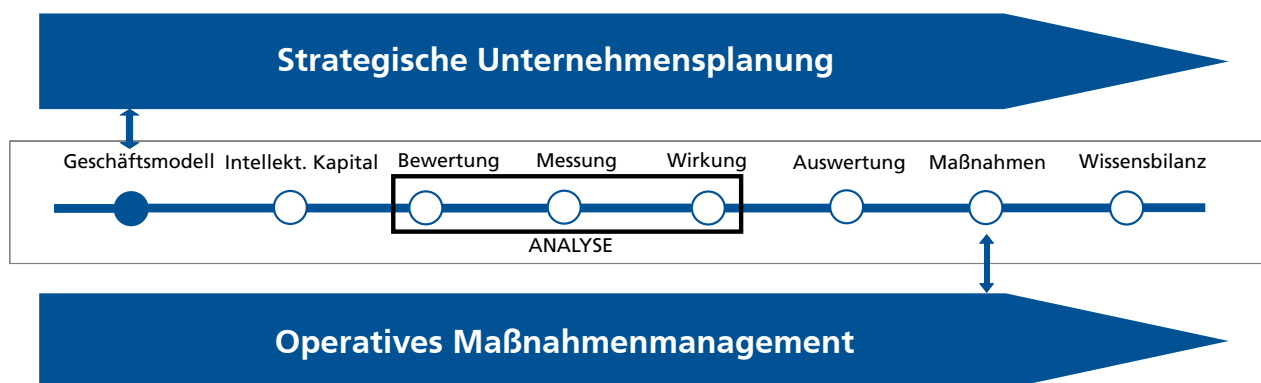 Strategische Unternehmensplanung
Geschäftsmodell Intellekt. Kapital Bewertung Messung Wirkung Auswertung Maßnahmen Wissensbilanz
ANALYSE
Operatives Maßnahmenmanagement